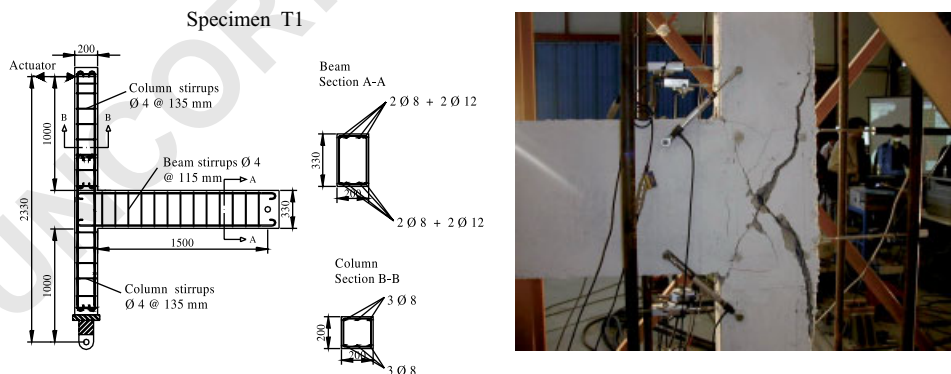 Specimen T1
200
Actuator
Column stirrups
Ø 4 @ 135 mm
B
B
1000
Beam stirrups Ø 4
@ 115 mm
A
2330
330
A
1500
1000
Column stirrups
Ø 4 @ 135 mm
Beam
Section A-A
2 Ø 8 + 2 Ø 12
330
200
2 Ø 8 + 2 Ø 12
Column
Section B-B
3 Ø 8
200
200
3 Ø 8
UNCOR